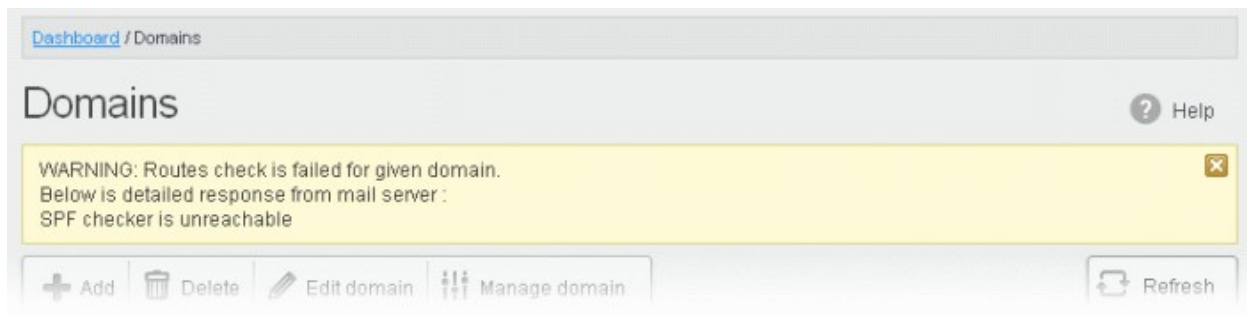 Dashboard / Domains
Domains
Help
WARNING: Routes check is failed for given domain.
Below is detailed response from mail server :
SPF checker is unreachable
Add Delete Edit domain Manage domain Refresh